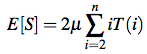 E[S] = 2μ∑_{i=2}^{n} iT(i)